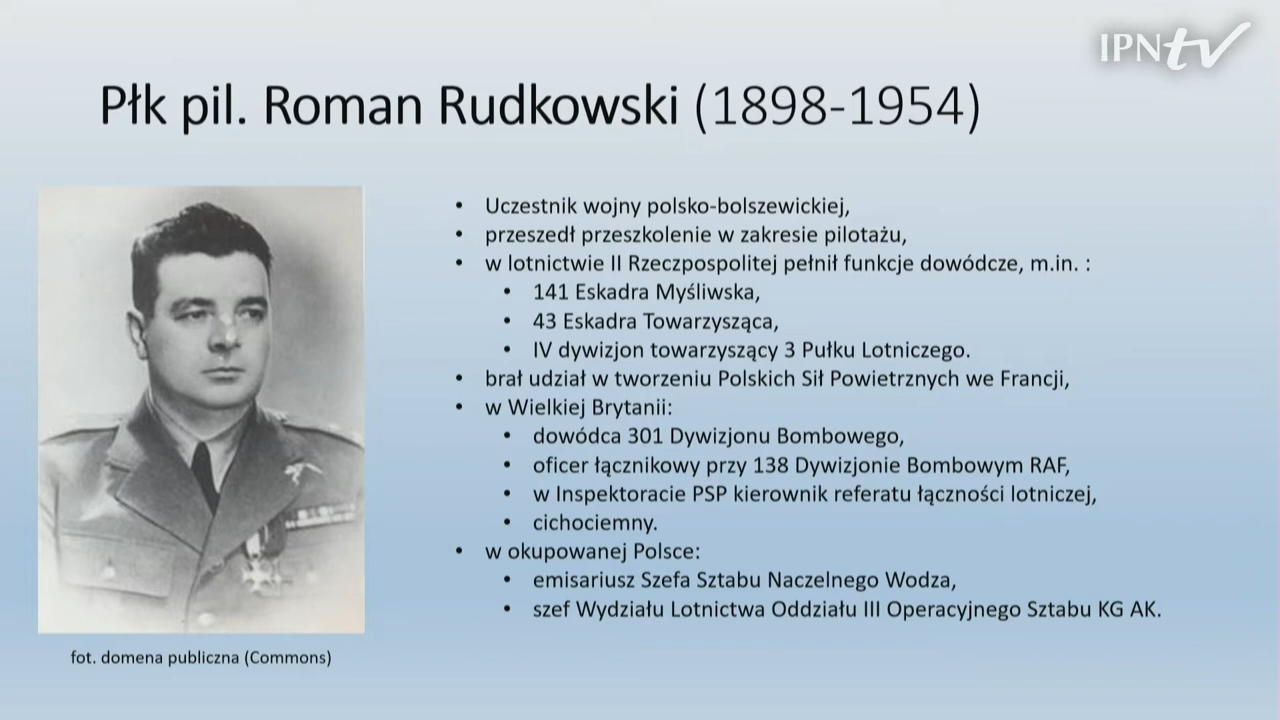 IPNtv
Płk pil. Roman Rudkowski (1898-1954)
• Uczestnik wojny polsko-bolszewickiej,
• przeszedł przeszkolenie w zakresie pilotażu,
• w lotnictwie II Rzeczpospolitej pełnił funkcje dowódcze, m.in. :
• 141 Eskadra Myśliwska,
• 43 Eskadra Towarzysząca,
• IV dywizjon towarzyszący 3 Pułku Lotniczego.
• brał udział w tworzeniu Polskich Sił Powietrznych we Francji,
• w Wielkiej Brytanii:
• dowódca 301 Dywizjonu Bombowego,
• oficer łącznikowy przy 138 Dywizjonie Bombowym RAF,
• w Inspektoracie PSP kierownik referatu łączności lotniczej,
• cichociemny.
• w okupowanej Polsce:
• emisariusz Szefa Sztabu Naczelnego Wodza,
• szef Wydziału Lotnictwa Oddziału III Operacyjnego Sztabu KG AK.
fot. domena publiczna (Commons)